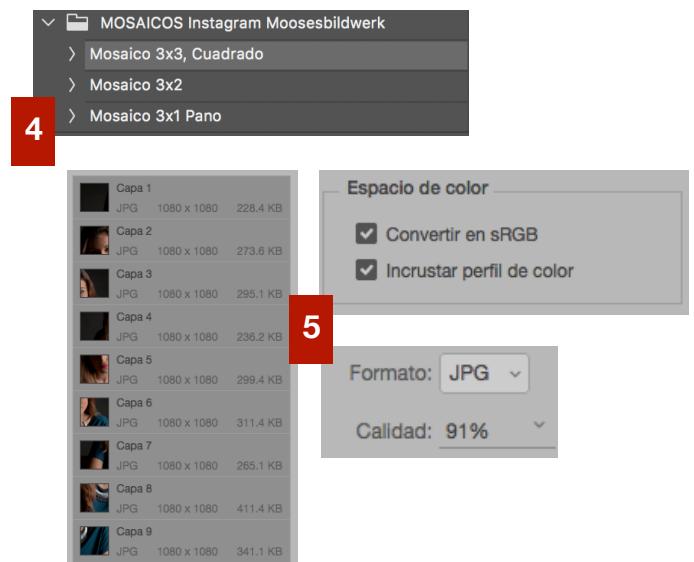 MOSAICOS Instagram Moosesbildwerk
Mosaico 3x3, Cuadrado
Mosaico 3x2
Mosaico 3x1 Pano
4
Capa 1
JPG 1080 x 1080 228.4 KB
Capa 2
JPG 1080 x 1080 273.6 KB
Capa 3
JPG 1080 x 1080 295.1 KB
Capa 4
JPG 1080 x 1080 236.2 KB
Capa 5
JPG 1080 x 1080 299.4 KB
Capa 6
JPG 1080 x 1080 311.4 KB
Capa 7
JPG 1080 x 1080 265.1 KB
Capa 8
JPG 1080 x 1080 411.4 KB
Capa 9
JPG 1080 x 1080 341.1 KB
Espacio de color
Convertir en sRGB
Incrustar perfil de color
5
Formato: JPG
Calidad: 91%